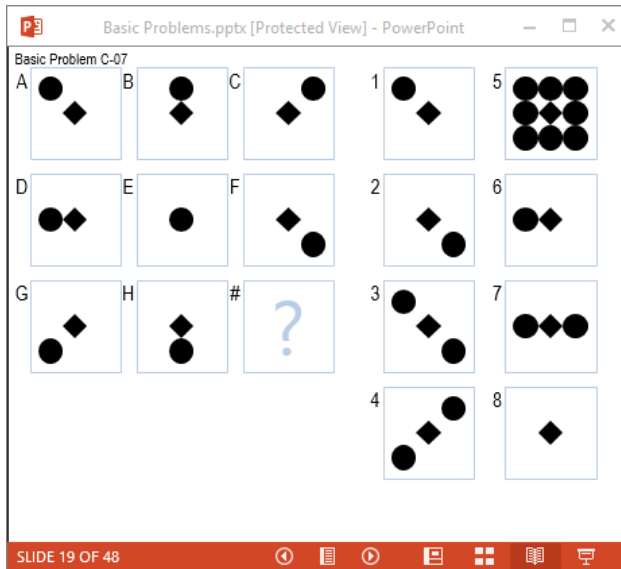 Basic Problems.pptx [Protected View] - PowerPoint
Basic Problem C-07
A B C 1 5
D E F 2 6
G H # ? 3 7
4 8
SLIDE 19 OF 48